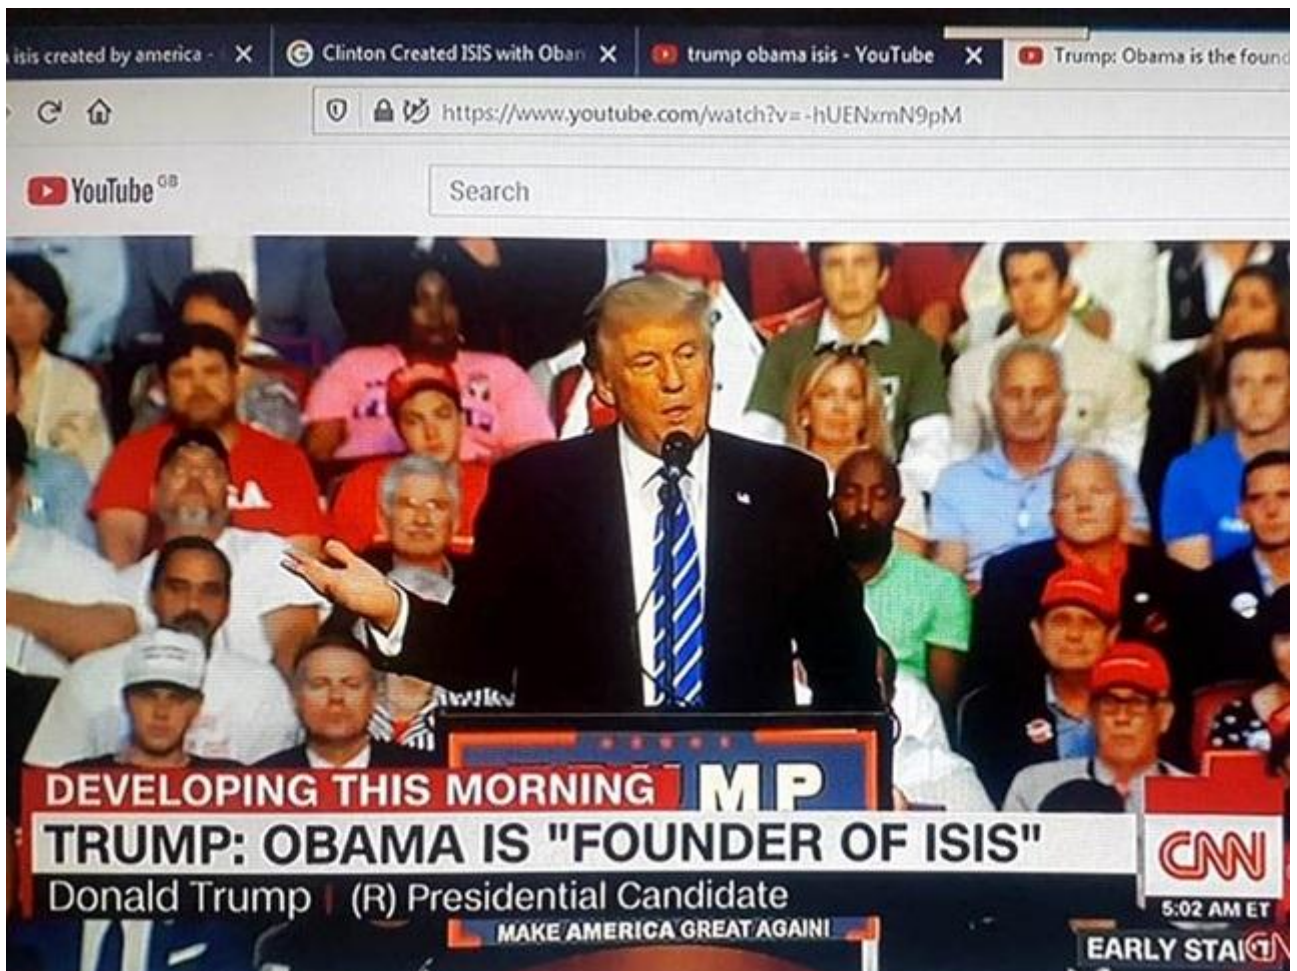 isis created by america -
Clinton Created ISIS with Oban
trump obama isis - YouTube
Trump: Obama is the found
https://www.youtube.com/watch?v=-hUENxmN9pM
YouTube GB
Search
DEVELOPING THIS MORNING
MP
TRUMP: OBAMA IS "FOUNDER OF ISIS"
CNN
Donald Trump | (R) Presidential Candidate
5:02 AM ET
MAKE AMERICA GREAT AGAIN!
EARLY START